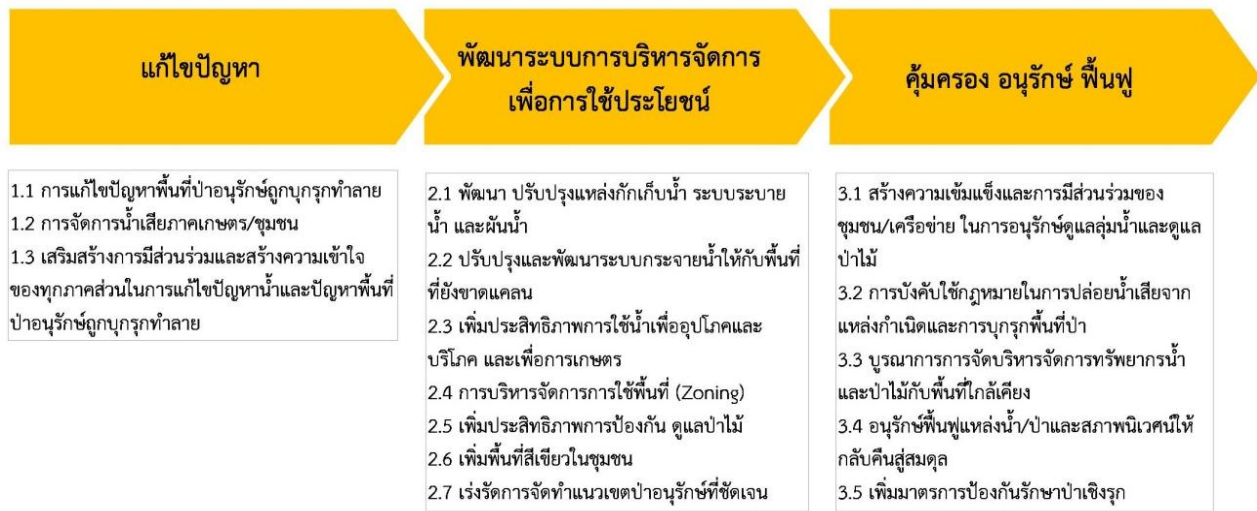 แก้ไขปัญหา
พัฒนาระบบการบริหารจัดการ
เพื่อการใช้ประโยชน์
คุ้มครอง อนุรักษ์ ฟื้นฟู
1.1 การแก้ไขปัญหาพื้นที่ป่าอนุรักษ์ถูกบุกรุกทำลาย
1.2 การจัดการน้ำเสียภาคเกษตร/ชุมชน
1.3 เสริมสร้างการมีส่วนร่วมและสร้างความเข้าใจ
ของทุกภาคส่วนในการแก้ไขปัญหาน้ำและปัญหาพื้นที่
ป่าอนุรักษ์ถูกบุกรุกทำลาย
2.1 พัฒนา ปรับปรุงแหล่งกักเก็บน้ำ ระบบระบาย
น้ำ และผันน้ำ
2.2 ปรับปรุงและพัฒนาระบบกระจายน้ำให้กับพื้นที่
ที่ยังขาดแคลน
2.3 เพิ่มประสิทธิภาพการใช้น้ำเพื่ออุปโภคและ
บริโภค และเพื่อการเกษตร
2.4 การบริหารจัดการการใช้พื้นที่ (Zoning)
2.5 เพิ่มประสิทธิภาพการป้องกัน ดูแลป่าไม้
2.6 เพิ่มพื้นที่สีเขียวในชุมชน
2.7 เร่งรัดการจัดทำแนวเขตป่าอนุรักษ์ที่ชัดเจน
3.1 สร้างความเข้มแข็งและการมีส่วนร่วมของ
ชุมชน/เครือข่าย ในการอนุรักษ์ดูแลลุ่มน้ำและดูแล
ป่าไม้
3.2 การบังคับใช้กฎหมายในการปล่อยน้ำเสียจาก
แหล่งกำเนิดและการบุกรุกพื้นที่ป่า
3.3 บูรณาการการจัดบริหารจัดการทรัพยากรน้ำ
และป่าไม้กับพื้นที่ใกล้เคียง
3.4 อนุรักษ์ฟื้นฟูแหล่งน้ำ/ป่าและสภาพนิเวศน์ให้
กลับคืนสู่สมดุล
3.5 เพิ่มมาตรการป้องกันรักษาป่าเชิงรุก